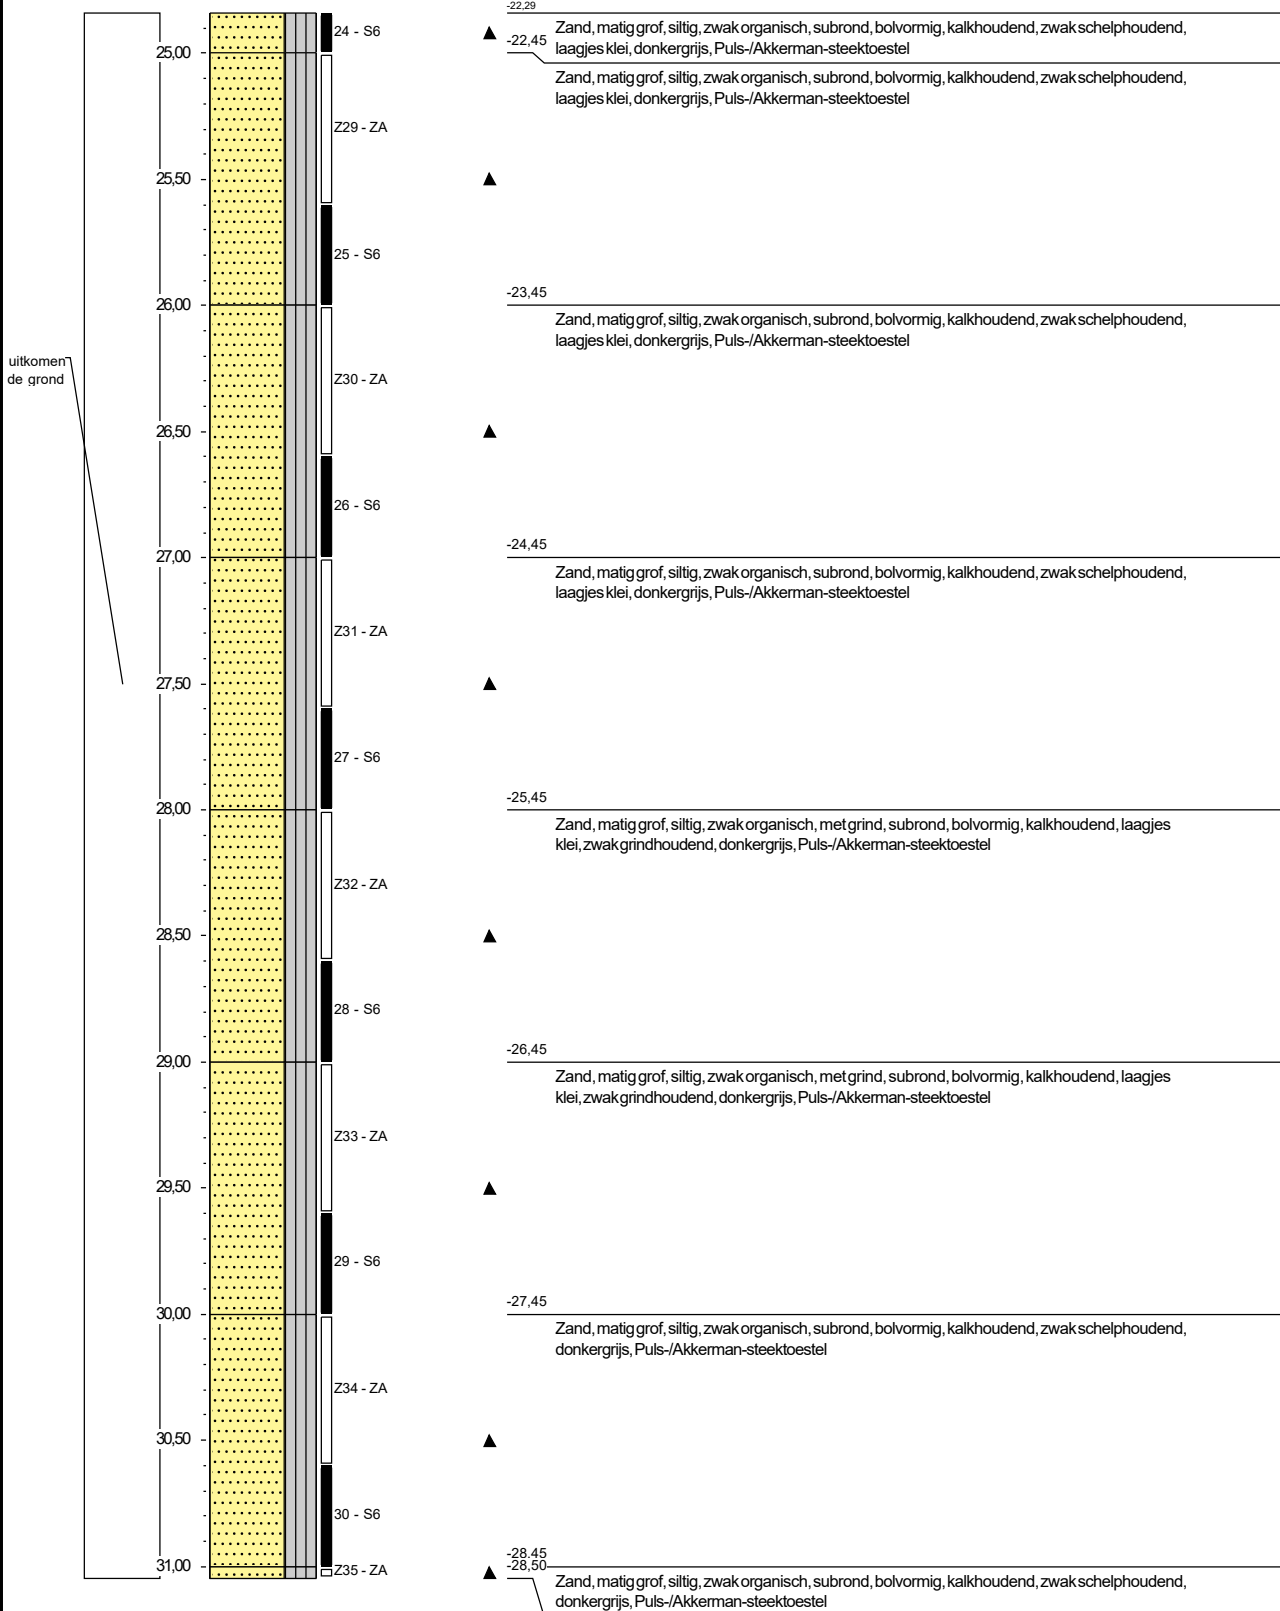 -22,29
24 - S6
Zand, matig grof, siltig, zwak organisch, subrond, bolvormig, kalkhoudend, zwak schelphoudend,
laagjes klei, donkergrijs, Puls-/Akkerman-steektoestel
25,00
-22,45
Zand, matig grof, siltig, zwak organisch, subrond, bolvormig, kalkhoudend, zwak schelphoudend,
laagjes klei, donkergrijs, Puls-/Akkerman-steektoestel
Z29 - ZA
25,50
25 - S6
26,00
-23,45
Zand, matig grof, siltig, zwak organisch, subrond, bolvormig, kalkhoudend, zwak schelphoudend,
laagjes klei, donkergrijs, Puls-/Akkerman-steektoestel
uitkomen
de grond
Z30 - ZA
26,50
26 - S6
27,00
-24,45
Zand, matig grof, siltig, zwak organisch, subrond, bolvormig, kalkhoudend, zwak schelphoudend,
laagjes klei, donkergrijs, Puls-/Akkerman-steektoestel
Z31 - ZA
27,50
27 - S6
28,00
-25,45
Zand, matig grof, siltig, zwak organisch, met grind, subrond, bolvormig, kalkhoudend, laagjes
klei, zwak grindhoudend, donkergrijs, Puls-/Akkerman-steektoestel
Z32 - ZA
28,50
28 - S6
29,00
-26,45
Zand, matig grof, siltig, zwak organisch, met grind, subrond, bolvormig, kalkhoudend, laagjes
klei, zwak grindhoudend, donkergrijs, Puls-/Akkerman-steektoestel
Z33 - ZA
29,50
29 - S6
30,00
-27,45
Zand, matig grof, siltig, zwak organisch, subrond, bolvormig, kalkhoudend, zwak schelphoudend,
donkergrijs, Puls-/Akkerman-steektoestel
Z34 - ZA
30,50
30 - S6
31,00
-28,45
-28,50
Z35 - ZA
Zand, matig grof, siltig, zwak organisch, subrond, bolvormig, kalkhoudend, zwak schelphoudend,
donkergrijs, Puls-/Akkerman-steektoestel